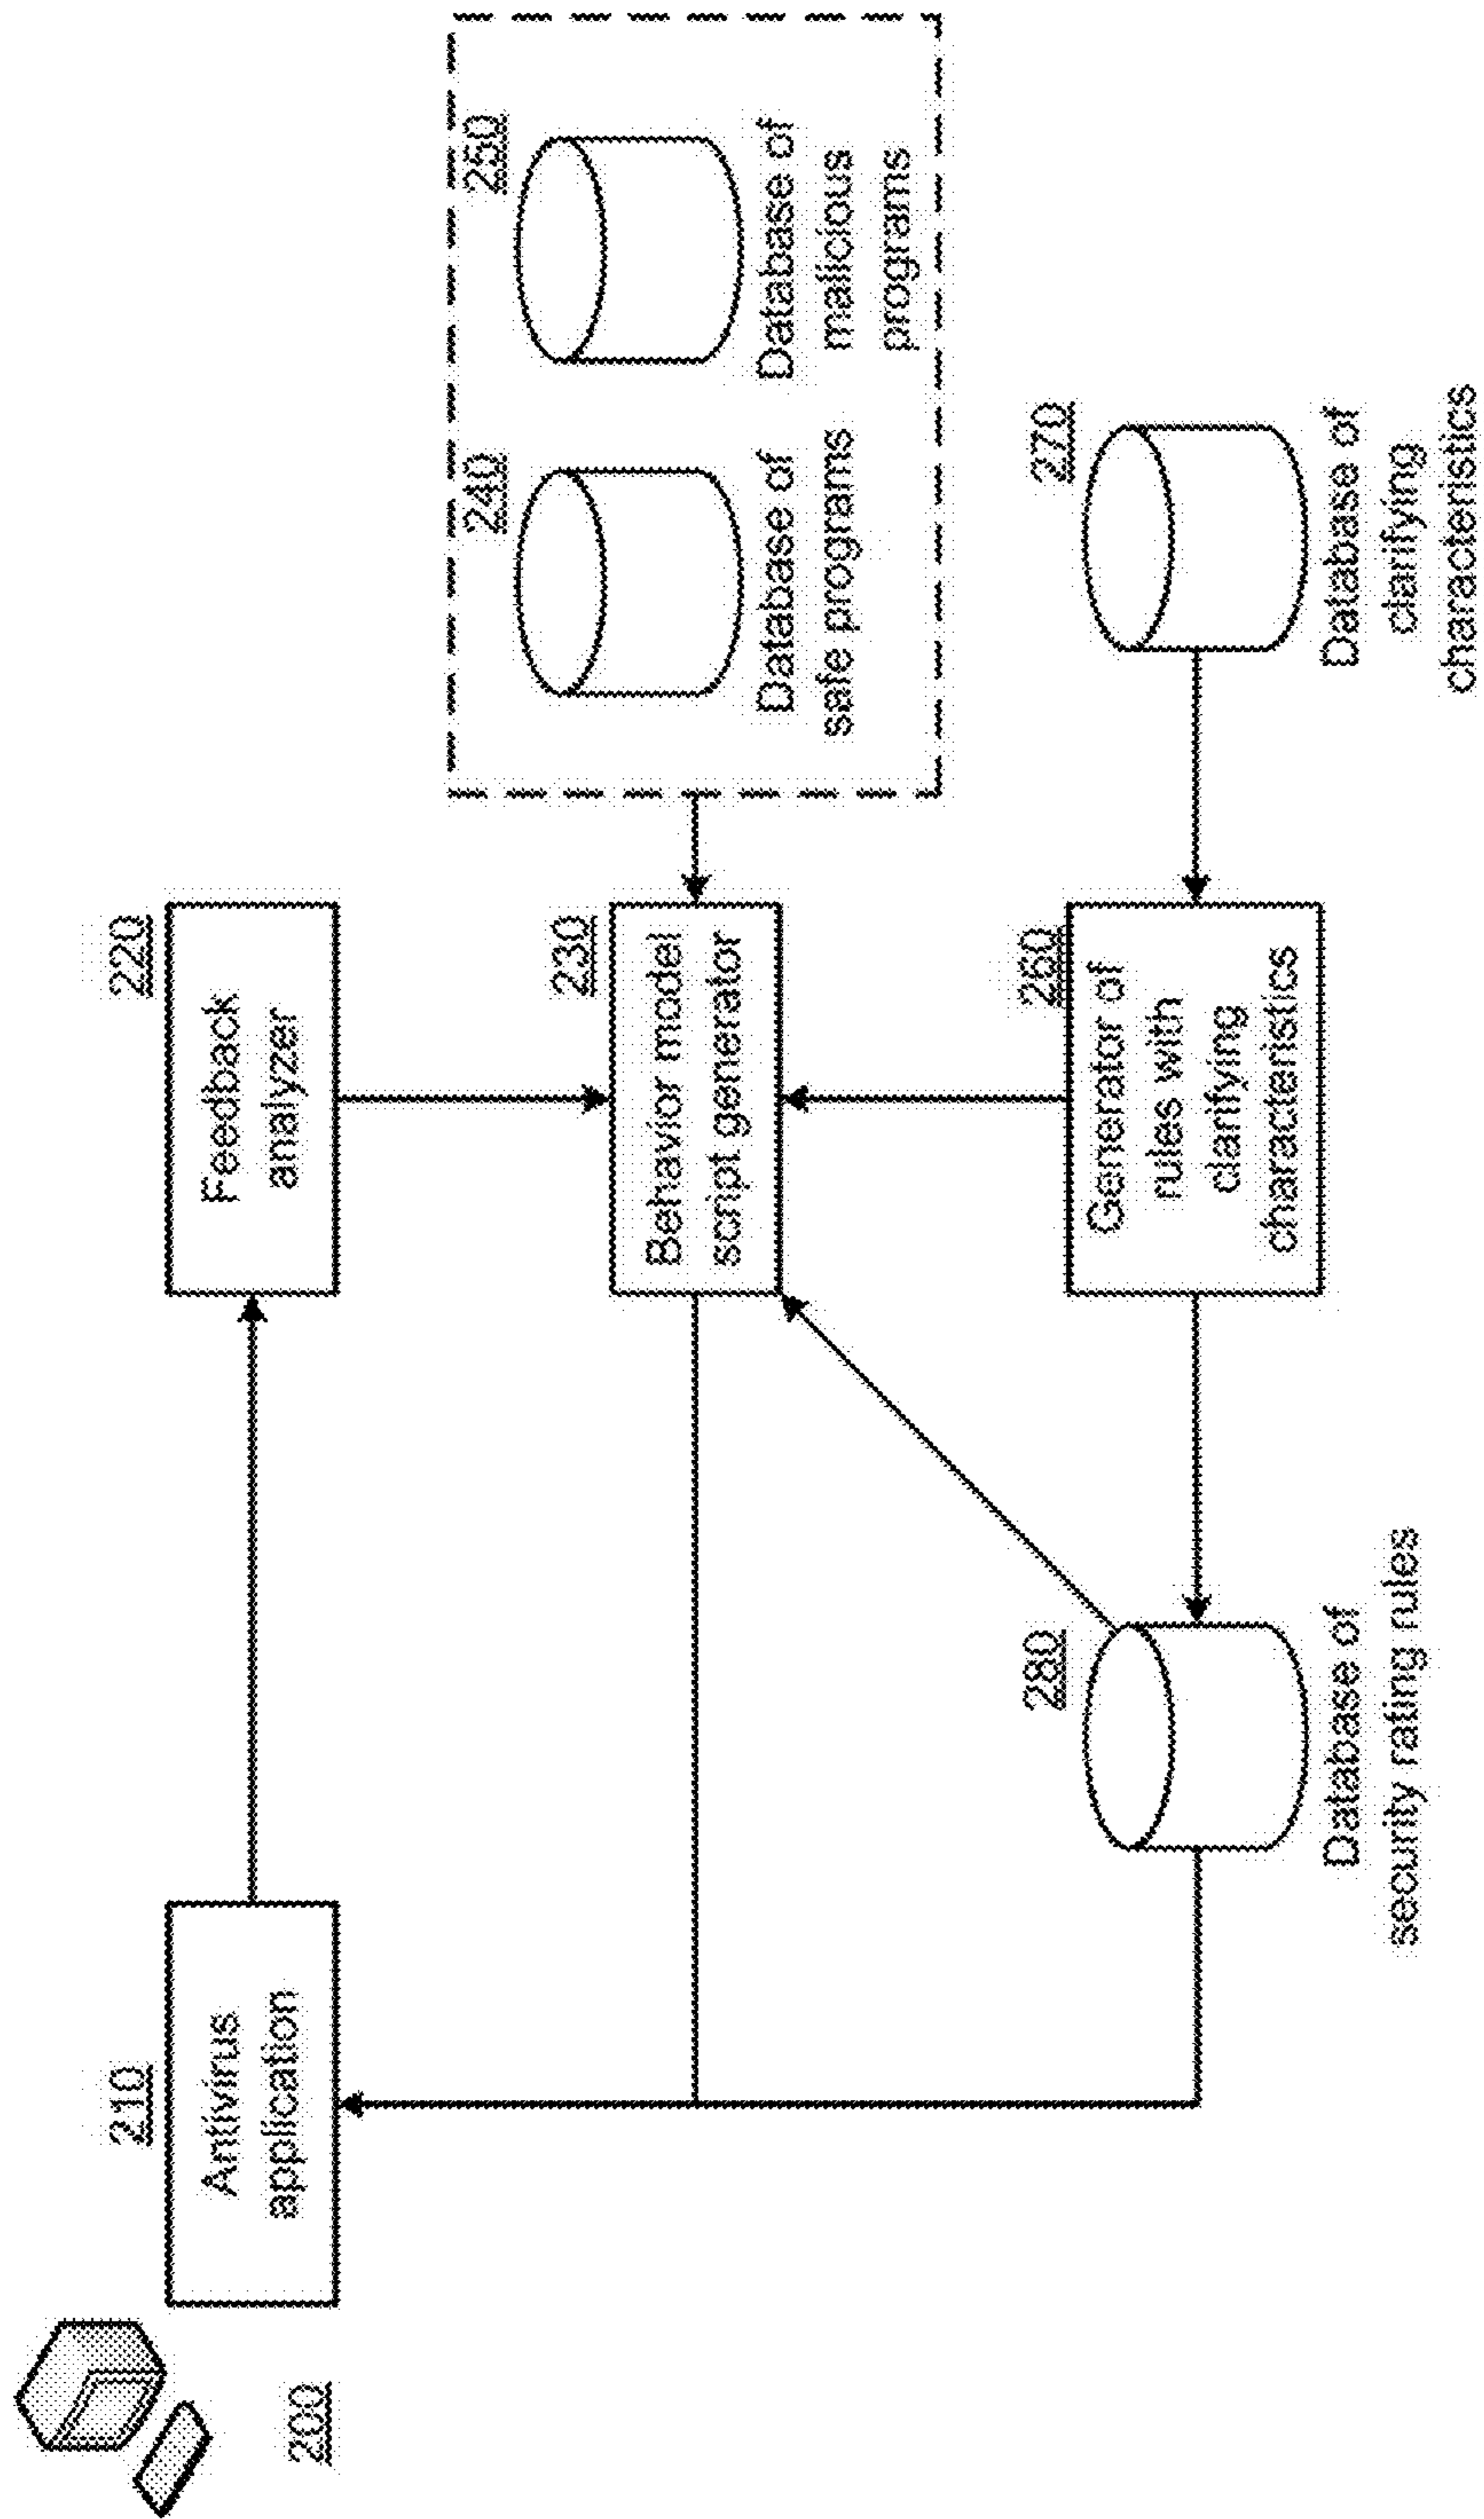 200
210
Antivirus
application
220
Feedback
analyzer
230
Behavior model
script generator
240
Database of
safe programs
250
Database of
malicious
programs
280
Database of
security rating rules
260
Generator of
rules with
clarifying
characteristics
270
Database of
clarifying
characteristics